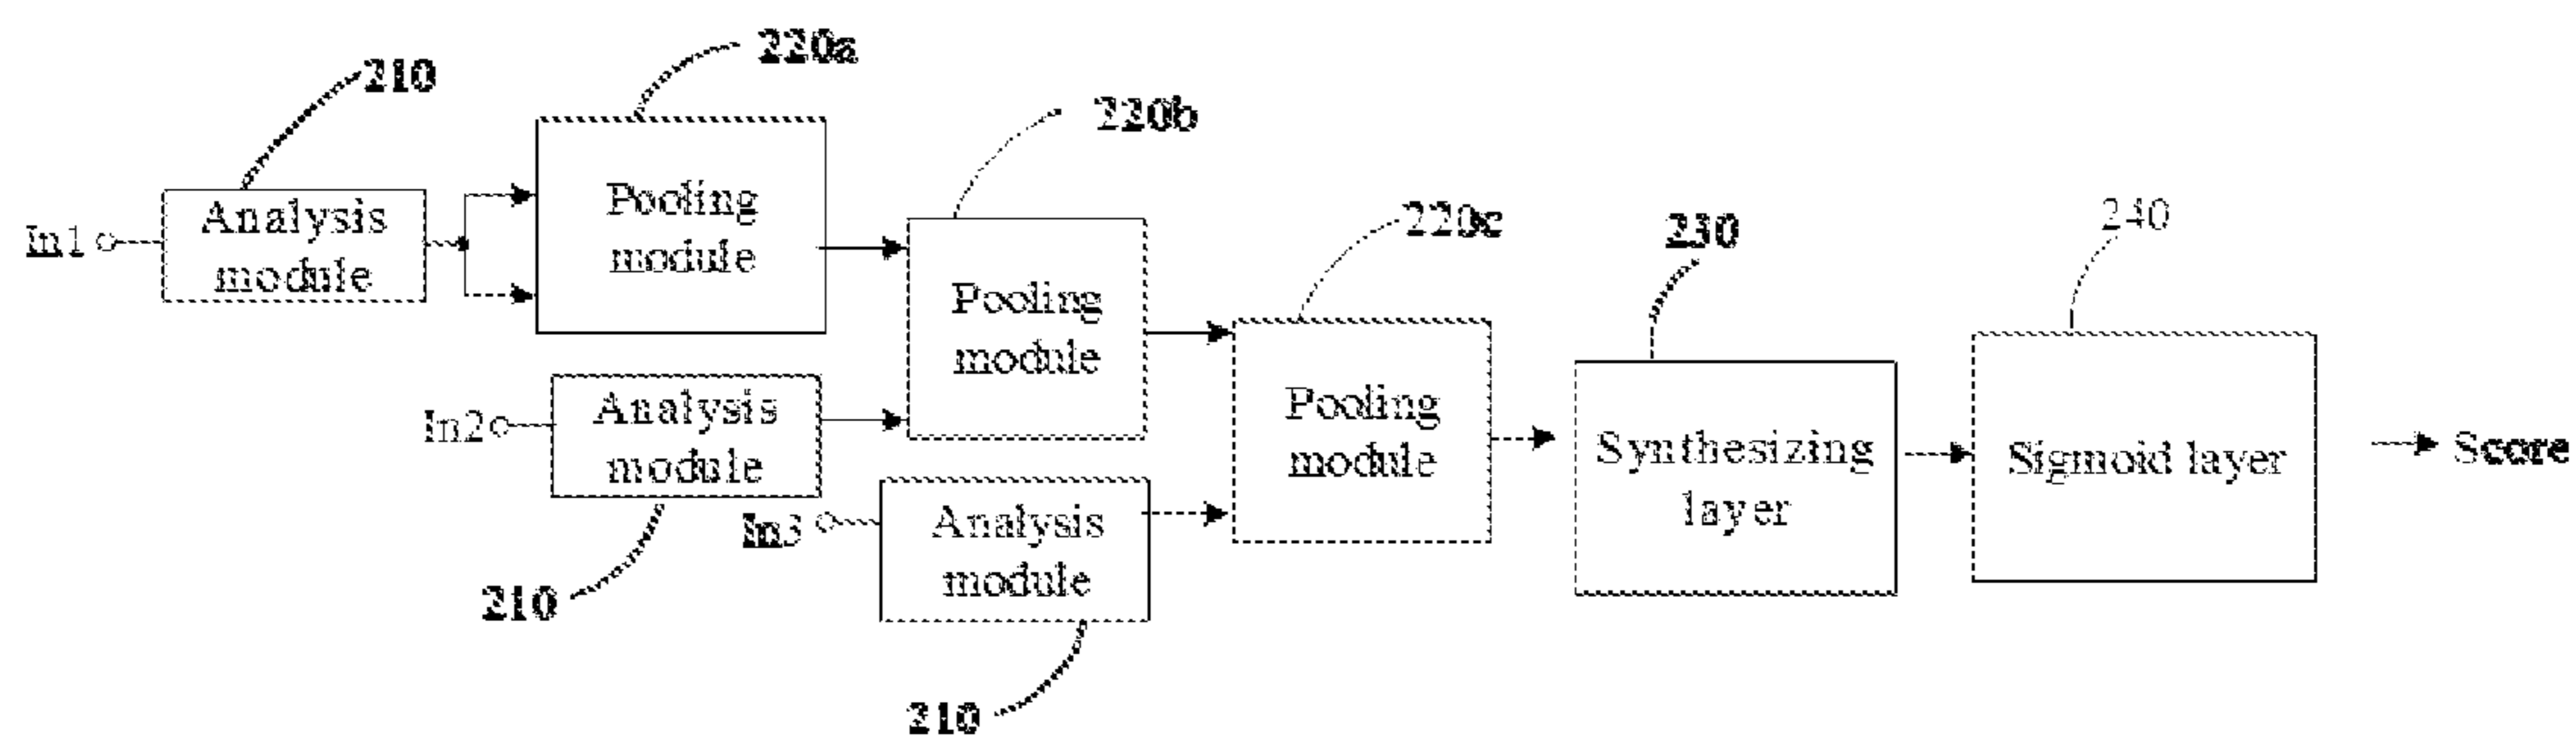 220a
210
220b
Pooling
module
Analysis
module
In1
220c
230
240
Pooling
module
Analysis
module
In2
Pooling
module
Synthesizing
layer
Sigmoid layer
Score
Analysis
module
In3
210
210